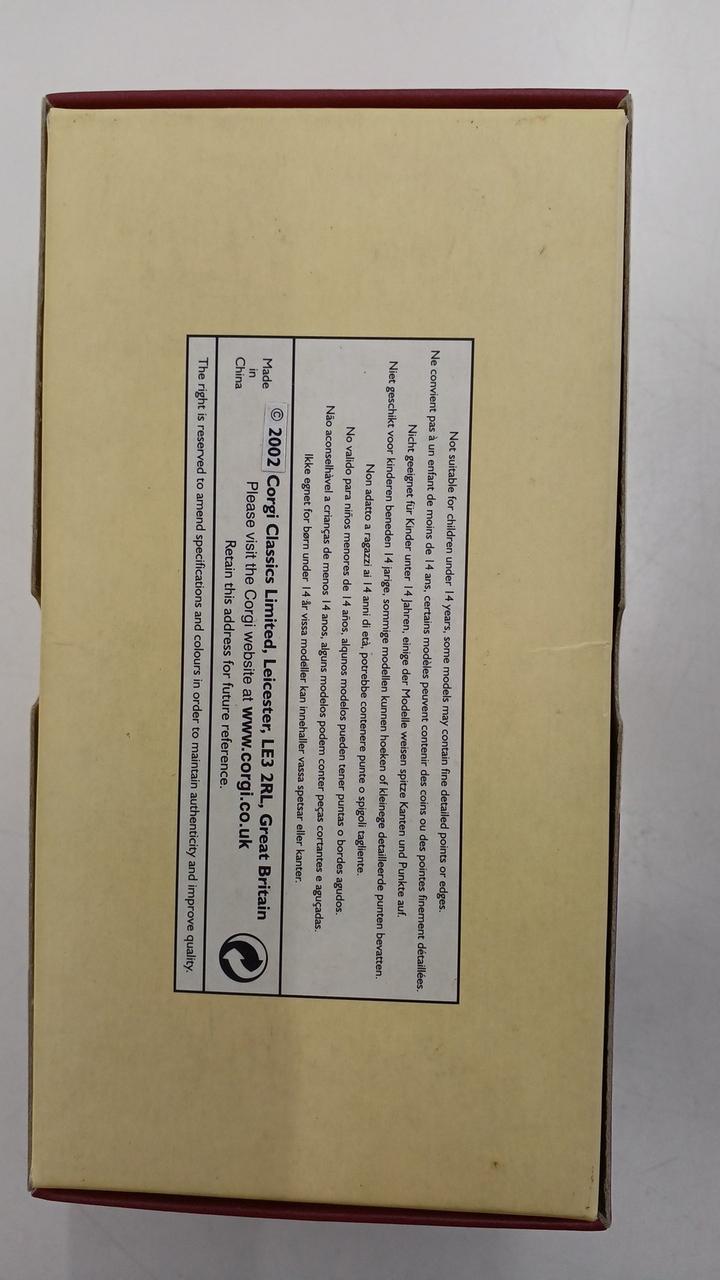 Not suitable for children under 14 years, some models may contain fine detailed points or edges.
Ne convient pas à un enfant de moins de 14 ans, certains modèles peuvent contenir des coins ou des pointes finement détaillées.
Nicht geeignet für Kinder unter 14 Jahren, einige der Modelle weisen spitze Kanten und Punkte auf.
Niet geschikt voor kinderen beneden 14 jarige, sommige modellen kunnen hoeken of kleinege detailleerde punten bevatten.
Non adatto a ragazzi ai 14 anni di età, potrebbe contenere punte o spigoli tagliente.
No valido para niños menores de 14 años, alqunos modelos pueden tener puntas o bordes agudos.
Não aconselhàvel a crianças de menos 14 anos, alguns modelos podem conter peças cortantes e aguçadas.
Ikke egnet for børn under 14 år vissa modeller kan innehaller vassa spetsar eller kanter.
Made
in
China
© 2002 Corgi Classics Limited, Leicester, LE3 2RL, Great Britain
Please visit the Corgi website at www.corgi.co.uk
Retain this address for future reference.
The right is reserved to amend specifications and colours in order to maintain authenticity and improve quality.